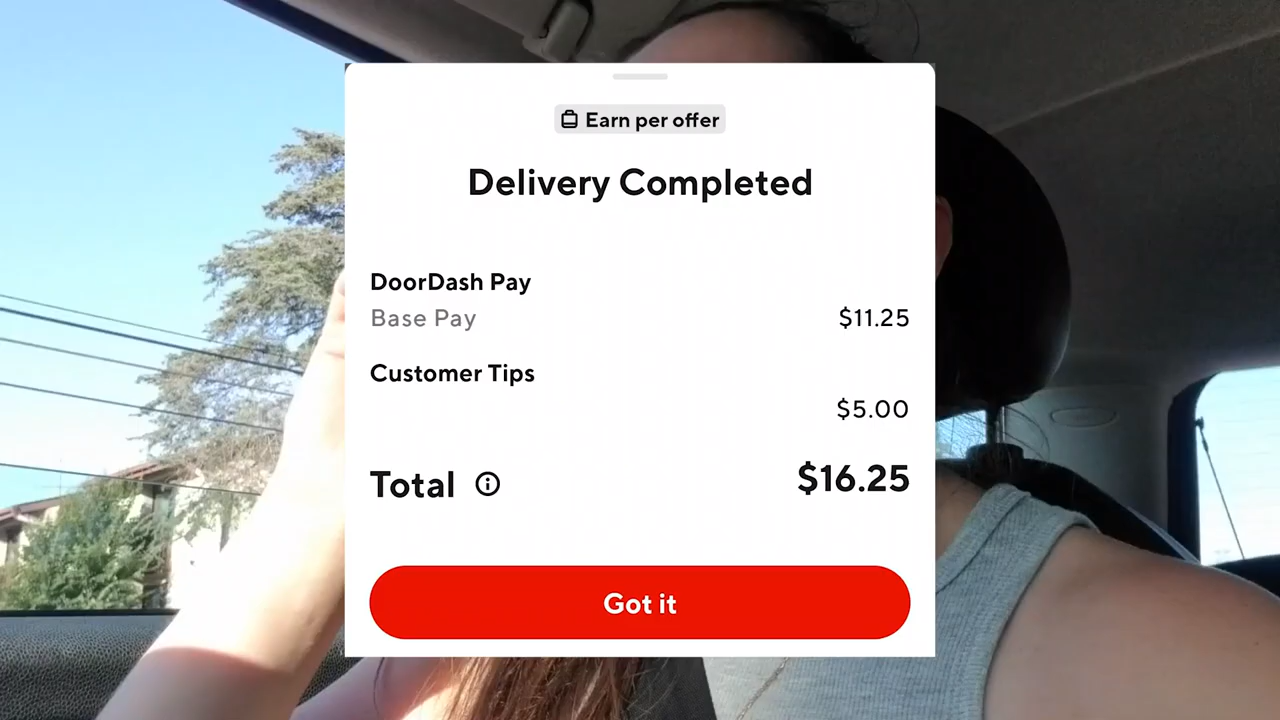 Earn per offer
Delivery Completed
DoorDash Pay
Base Pay $11.25
Customer Tips
$5.00
Total $16.25
Got it